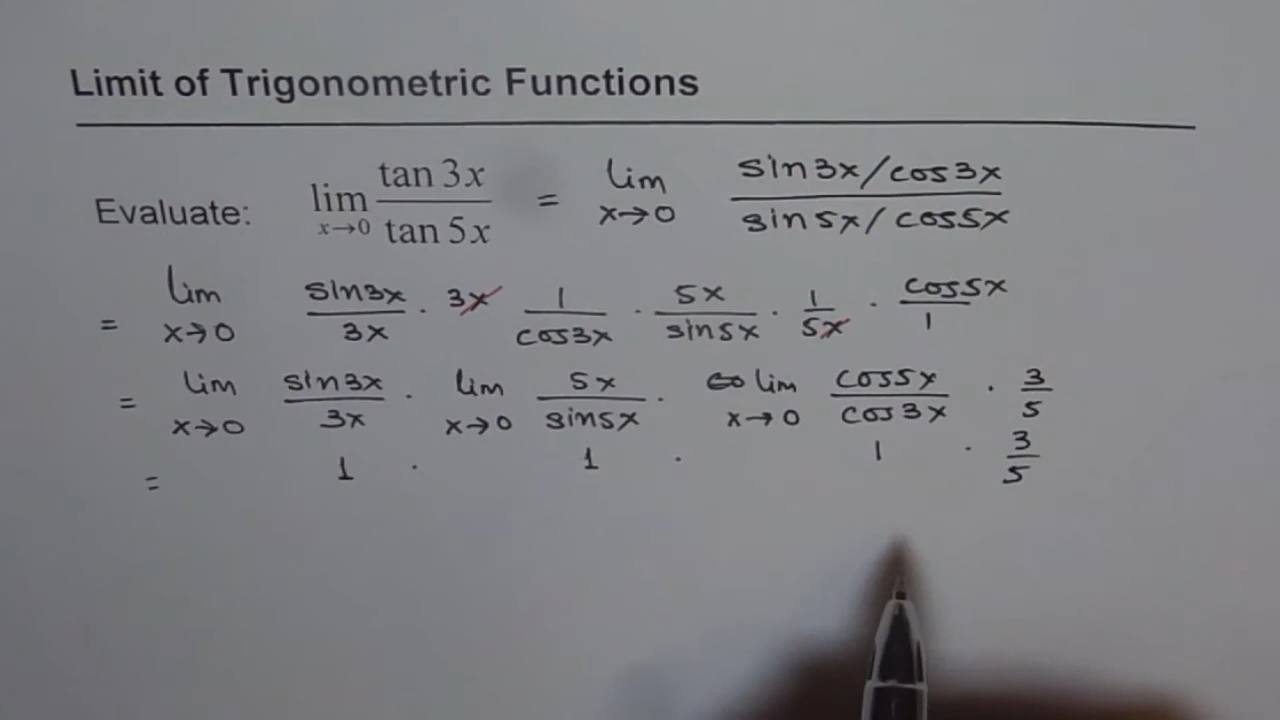 Limit of Trigonometric Functions
Evaluate: lim x→0 tan 3x / tan 5x = lim x→0 (sin3x/cos3x) / (sin5x/cos5x)
= lim x→0 sin3x/3x · 3x 1/cos3x · 5x/sin5x · 1/5x · cos5x/1
= lim x→0 sin3x/3x · lim x→0 5x/sin5x · lim x→0 cos5x/cos3x · 3/5
= 1 · 1 · 1 · 3/5